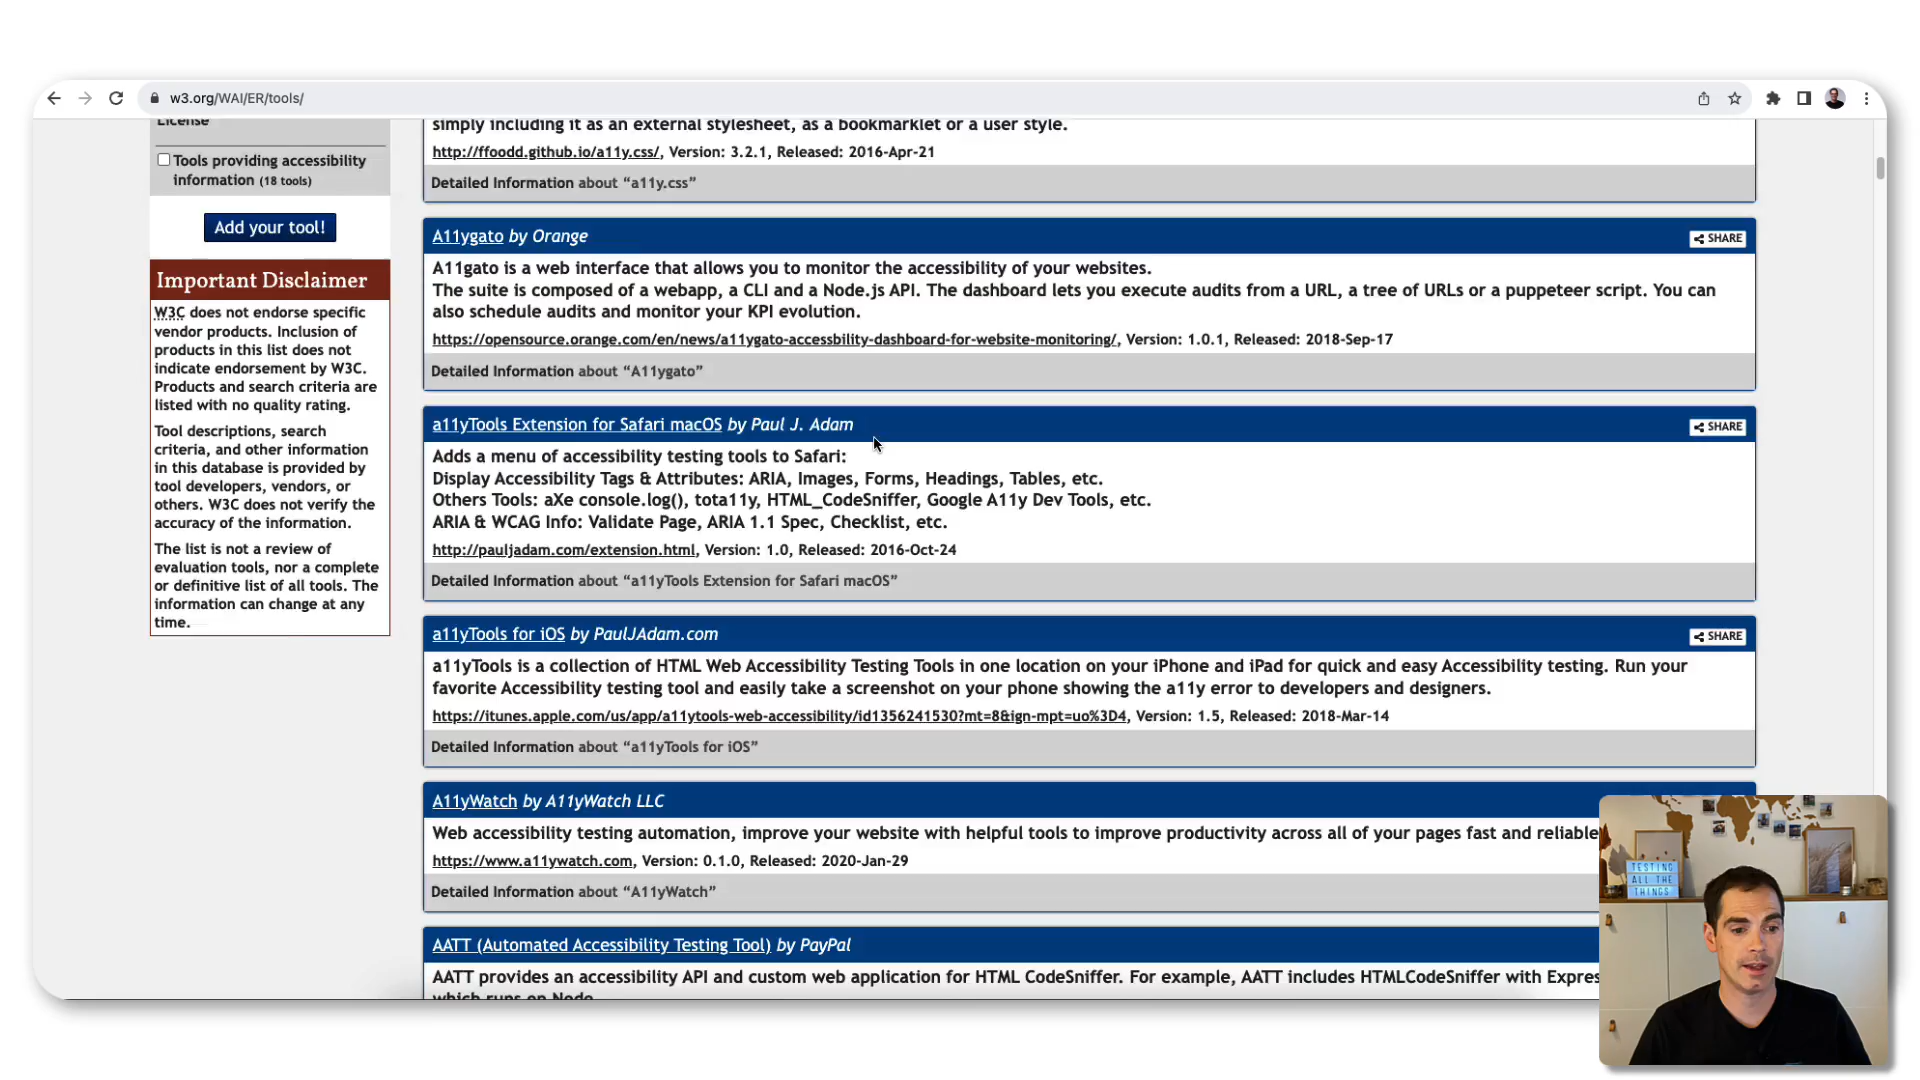 w3.org/WAI/ER/tools/
License
Tools providing accessibility
information (18 tools)
Add your tool!
Important Disclaimer
W3C does not endorse specific
vendor products. Inclusion of
products in this list does not
indicate endorsement by W3C.
Products and search criteria are
listed with no quality rating.
Tool descriptions, search
criteria, and other information
in this database is provided by
tool developers, vendors, or
others. W3C does not verify the
accuracy of the information.
The list is not a review of
evaluation tools, nor a complete
or definitive list of all tools. The
information can change at any
time.
simply including it as an external stylesheet, as a bookmarklet or a user style.
http://ffoodd.github.io/a11y.css/, Version: 3.2.1, Released: 2016-Apr-21
Detailed Information about “a11y.css”
A11ygato by Orange
SHARE
A11gato is a web interface that allows you to monitor the accessibility of your websites.
The suite is composed of a webapp, a CLI and a Node.js API. The dashboard lets you execute audits from a URL, a tree of URLs or a puppeteer script. You can
also schedule audits and monitor your KPI evolution.
https://opensource.orange.com/en/news/a11ygato-accessbility-dashboard-for-website-monitoring/, Version: 1.0.1, Released: 2018-Sep-17
Detailed Information about “A11ygato”
a11yTools Extension for Safari macOS by Paul J. Adam
SHARE
Adds a menu of accessibility testing tools to Safari:
Display Accessibility Tags & Attributes: ARIA, Images, Forms, Headings, Tables, etc.
Others Tools: aXe console.log(), tota11y, HTML_CodeSniffer, Google A11y Dev Tools, etc.
ARIA & WCAG Info: Validate Page, ARIA 1.1 Spec, Checklist, etc.
http://pauljadam.com/extension.html, Version: 1.0, Released: 2016-Oct-24
Detailed Information about “a11yTools Extension for Safari macOS”
a11yTools for iOS by PaulJAdam.com
SHARE
a11yTools is a collection of HTML Web Accessibility Testing Tools in one location on your iPhone and iPad for quick and easy Accessibility testing. Run your
favorite Accessibility testing tool and easily take a screenshot on your phone showing the a11y error to developers and designers.
https://itunes.apple.com/us/app/a11ytools-web-accessibility/id1356241530?mt=8&ign-mpt=uo%3D4, Version: 1.5, Released: 2018-Mar-14
Detailed Information about “a11yTools for iOS”
A11yWatch by A11yWatch LLC
Web accessibility testing automation, improve your website with helpful tools to improve productivity across all of your pages fast and reliable
https://www.a11ywatch.com, Version: 0.1.0, Released: 2020-Jan-29
Detailed Information about “A11yWatch”
AATT (Automated Accessibility Testing Tool) by PayPal
AATT provides an accessibility API and custom web application for HTML CodeSniffer. For example, AATT includes HTMLCodeSniffer with Expres
which runs on Node
TESTING
ALL THE
THINGS